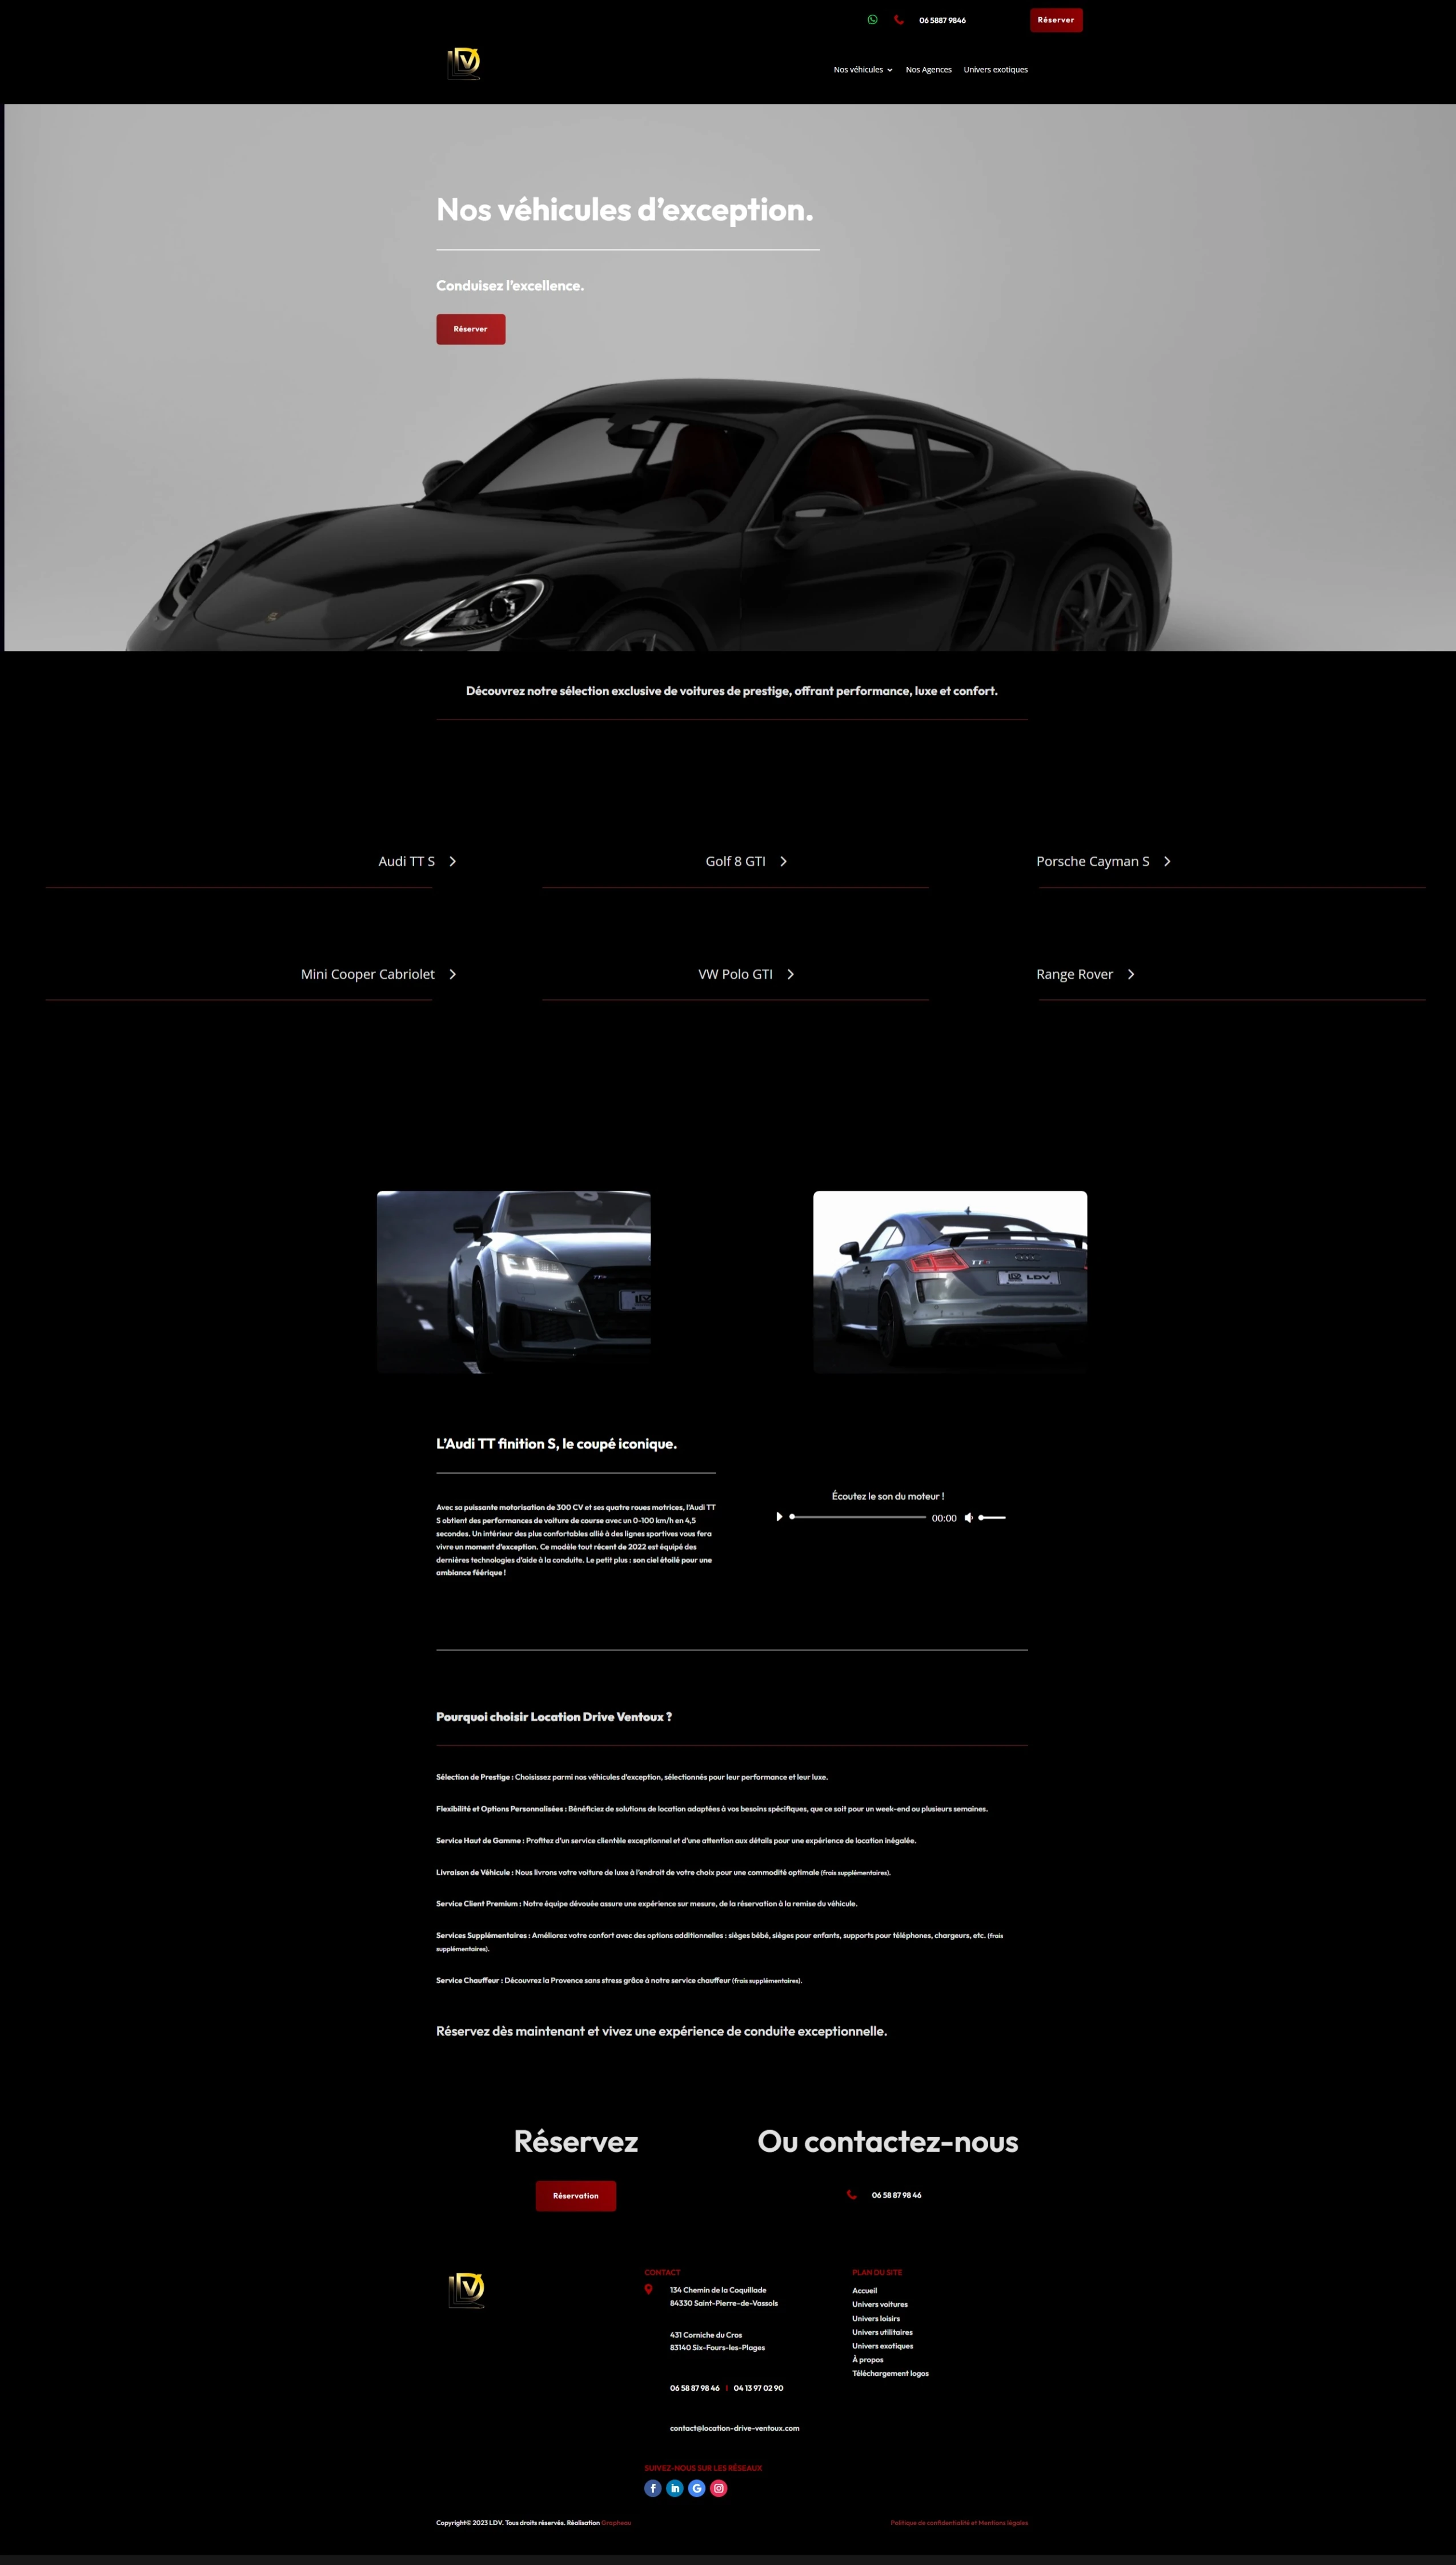 06 5887 9846
Réserver
LDV
Nos véhicules
Nos Agences
Univers exotiques
Nos véhicules d'exception.
Conduisez l'excellence.
Réserver
Découvrez notre sélection exclusive de voitures de prestige, offrant performance, luxe et confort.
Audi TT S
Golf 8 GTI
Porsche Cayman S
Mini Cooper Cabriolet
VW Polo GTI
Range Rover
LDV
L'Audi TT finition S, le coupé iconique.
Avec sa puissante motorisation de 300 CV et ses quatre roues motrices, l'Audi TT
S obtient des performances de voiture de course avec un 0-100 km/h en 4,5
secondes. Un intérieur des plus confortables allié à des lignes sportives vous fera
vivre un moment d'exception. Ce modèle tout récent de 2022 est équipé des
dernières technologies d'aide à la conduite. Le petit plus : son ciel étoilé pour une
ambiance féérique !
Écoutez le son du moteur !
00:00
Pourquoi choisir Location Drive Ventoux ?
Sélection de Prestige : Choisissez parmi nos véhicules d'exception, sélectionnés pour leur performance et leur luxe.
Flexibilité et Options Personnalisées : Bénéficiez de solutions de location adaptées à vos besoins spécifiques, que ce soit pour un week-end ou plusieurs semaines.
Service Haut de Gamme : Profitez d'un service clientèle exceptionnel et d'une attention aux détails pour une expérience de location inégalée.
Livraison de Véhicule : Nous livrons votre voiture de luxe à l'endroit de votre choix pour une commodité optimale (frais supplémentaires).
Service Client Premium : Notre équipe dévouée assure une expérience sur mesure, de la réservation à la remise du véhicule.
Services Supplémentaires : Améliorez votre confort avec des options additionnelles : sièges bébé, sièges pour enfants, supports pour téléphones, chargeurs, etc. (frais
supplémentaires).
Service Chauffeur : Découvrez la Provence sans stress grâce à notre service chauffeur (frais supplémentaires).
Réservez dès maintenant et vivez une expérience de conduite exceptionnelle.
Réservez
Ou contactez-nous
Réservation
06 58 87 98 46
LDV
CONTACT
134 Chemin de la Coquillade
84330 Saint-Pierre-de-Vassols
431 Corniche du Cros
83140 Six-Fours-les-Plages
06 58 87 98 46 | 04 13 97 02 90
contact@location-drive-ventoux.com
SUIVEZ-NOUS SUR LES RÉSEAUX
PLAN DU SITE
Accueil
Univers voitures
Univers loisirs
Univers utilitaires
Univers exotiques
À propos
Téléchargement logos
Copyright© 2023 LDV. Tous droits réservés. Réalisation Grapheau
Politique de confidentialité et Mentions légales